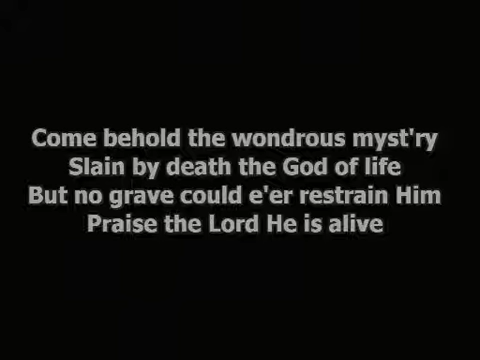 Come behold the wondrous myst'ry
Slain by death the God of life
But no grave could e'er restrain Him
Praise the Lord He is alive